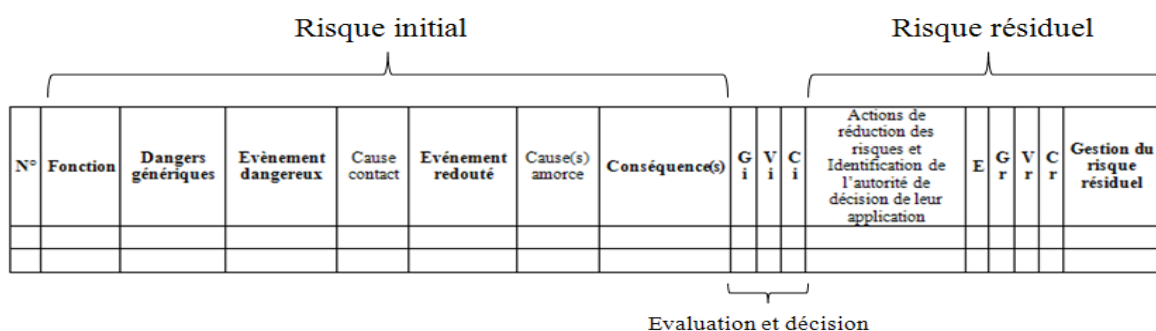 Risque initial
Risque résiduel
N°
Fonction
Dangers
génériques
Evènement
dangereux
Cause
contact
Evénement
redouté
Cause(s)
amorce
Conséquence(s)
G
i
V
i
C
i
Actions de
réduction des
risques et
Identification de
l’autorité de
décision de leur
application
E
G
r
V
r
C
r
Gestion du
risque
résiduel
Evaluation et décision